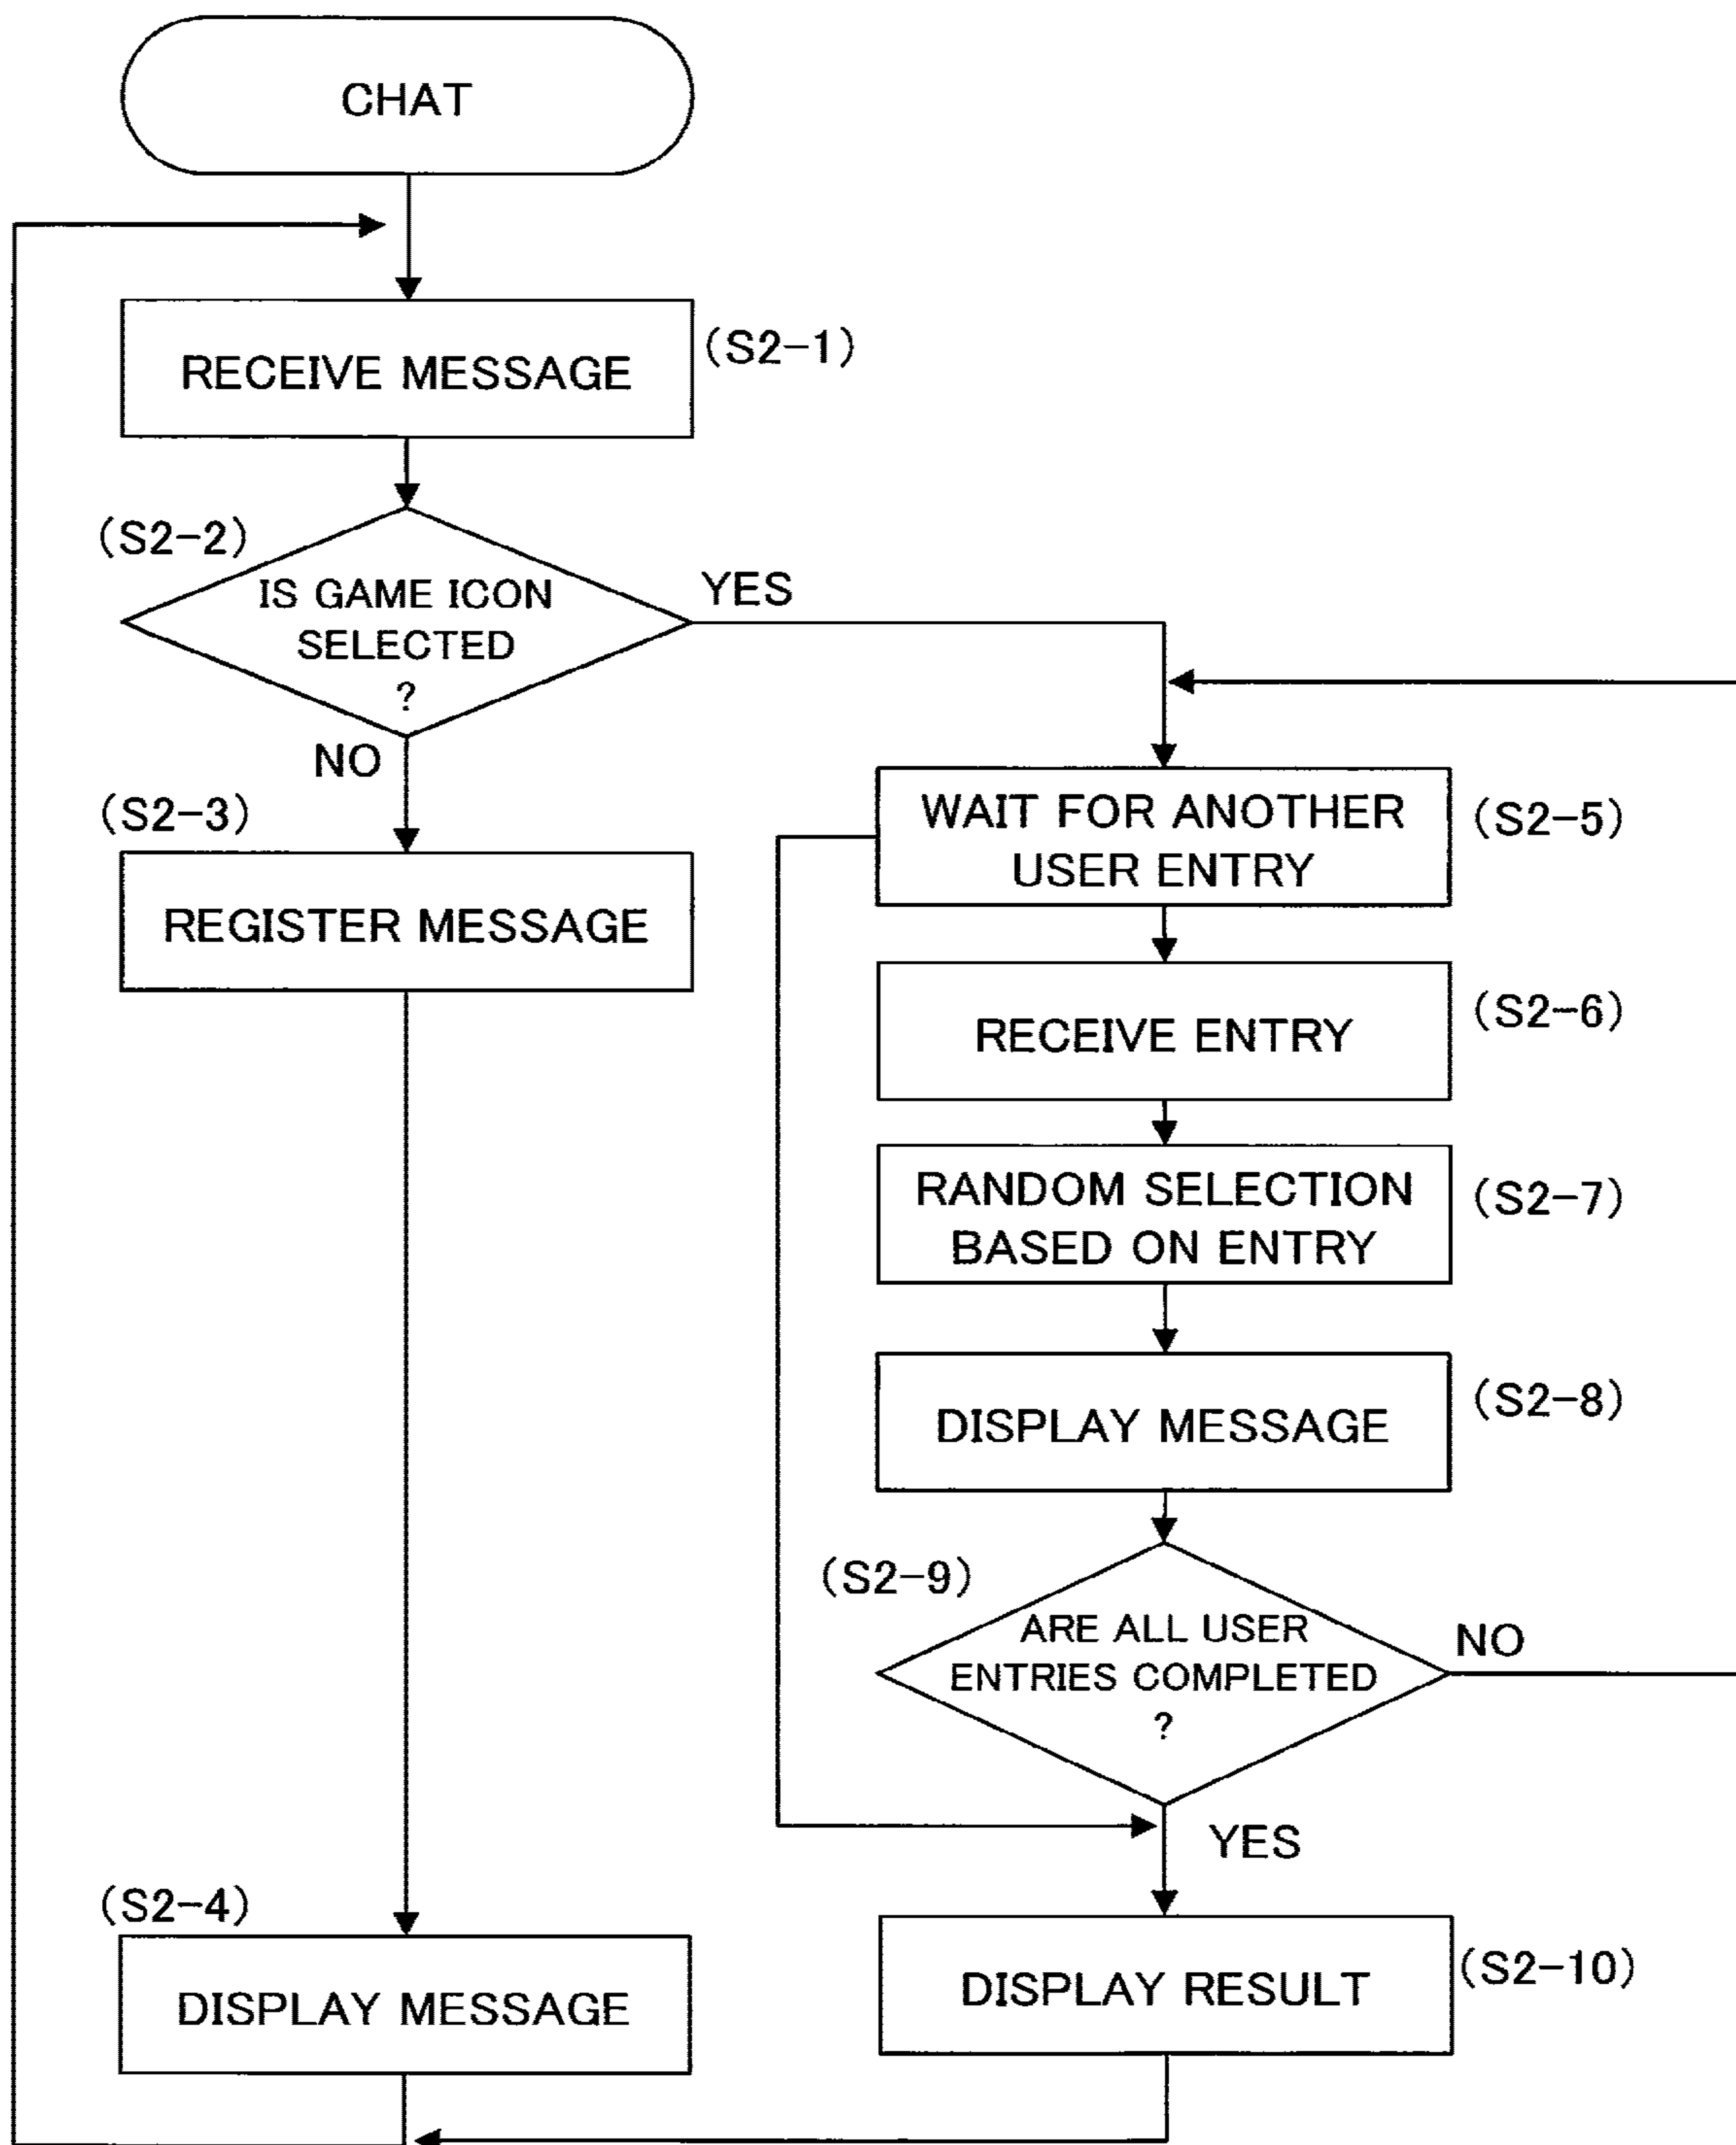 CHAT
RECEIVE MESSAGE
(S2-1)
(S2-2)
IS GAME ICON
SELECTED
?
YES
NO
(S2-3)
REGISTER MESSAGE
WAIT FOR ANOTHER
USER ENTRY
(S2-5)
RECEIVE ENTRY
(S2-6)
RANDOM SELECTION
BASED ON ENTRY
(S2-7)
DISPLAY MESSAGE
(S2-8)
(S2-9)
ARE ALL USER
ENTRIES COMPLETED
?
NO
YES
(S2-4)
DISPLAY MESSAGE
DISPLAY RESULT
(S2-10)